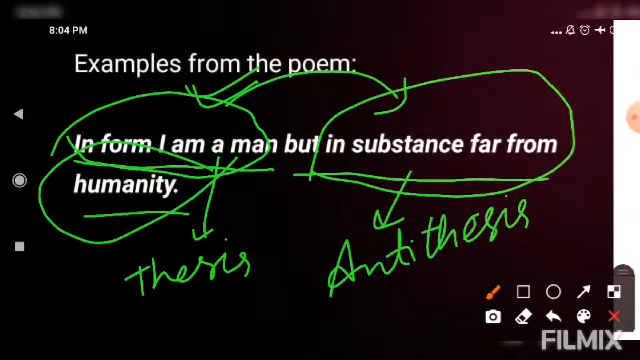 8:04 PM
Examples from the poem:
In form I am a man but in substance far from
humanity.
Thesis
Antithesis
FILMIX